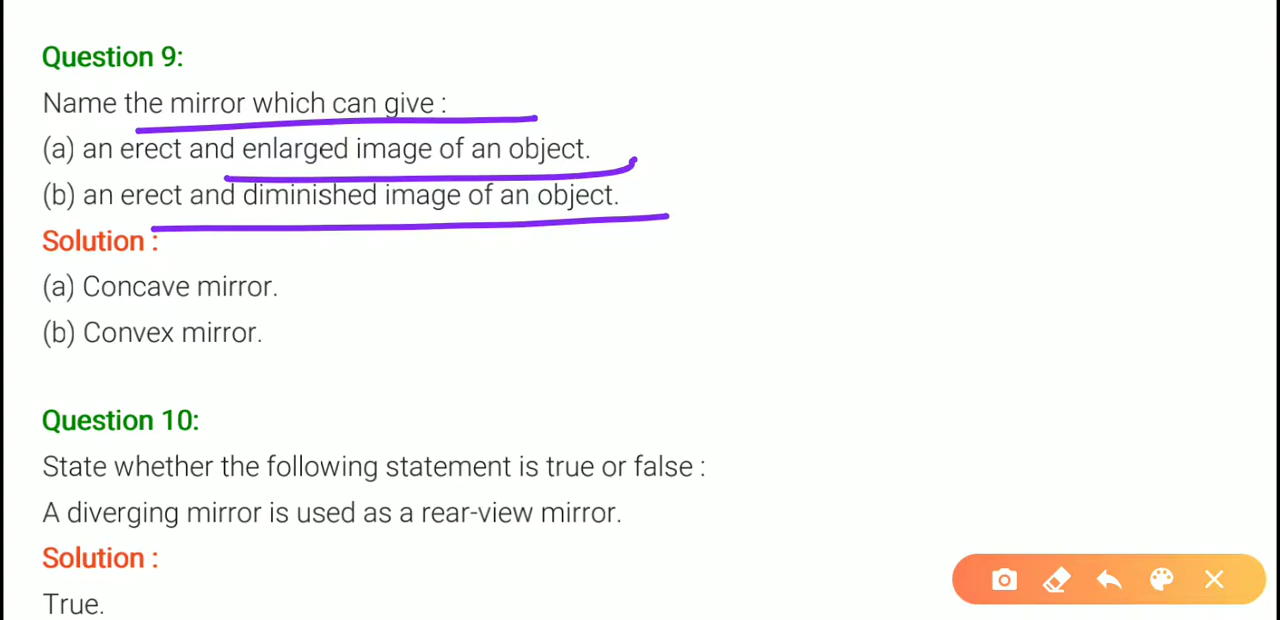 Question 9:
Name the mirror which can give :
(a) an erect and enlarged image of an object.
(b) an erect and diminished image of an object.
Solution :
(a) Concave mirror.
(b) Convex mirror.
Question 10:
State whether the following statement is true or false :
A diverging mirror is used as a rear-view mirror.
Solution :
True.